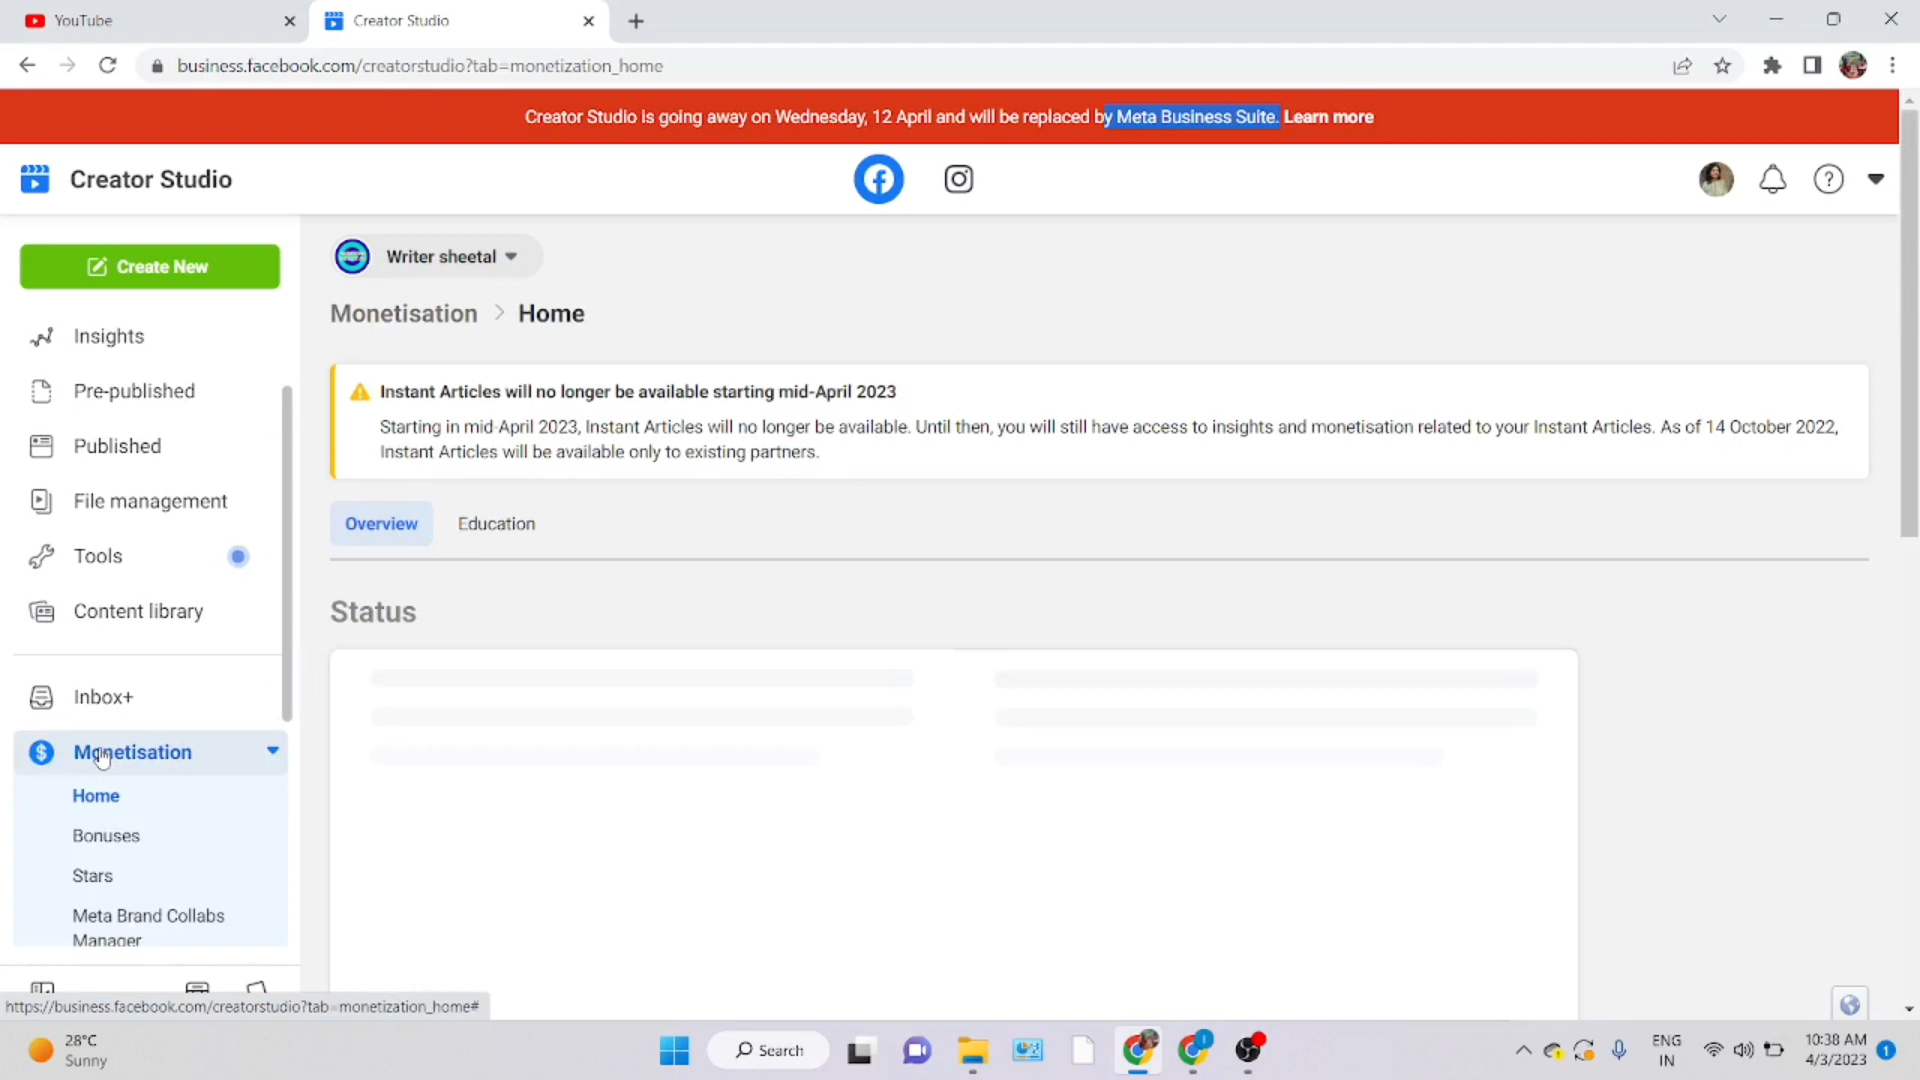 YouTube
Creator Studio
business.facebook.com/creatorstudio?tab=monetization_home
Creator Studio is going away on Wednesday, 12 April and will be replaced by Meta Business Suite. Learn more
Creator Studio
Create New
Writer sheetal
Monetisation > Home
Insights
Pre-published
Published
File management
Tools
Content library
Inbox+
Monetisation
Home
Bonuses
Stars
Meta Brand Collabs
Manager
Instant Articles will no longer be available starting mid-April 2023
Starting in mid-April 2023, Instant Articles will no longer be available. Until then, you will still have access to insights and monetisation related to your Instant Articles. As of 14 October 2022,
Instant Articles will be available only to existing partners.
Overview
Education
Status
https://business.facebook.com/creatorstudio?tab=monetization_home#
28°C
Sunny
Search
ENG
IN
10:38 AM
4/3/2023
1